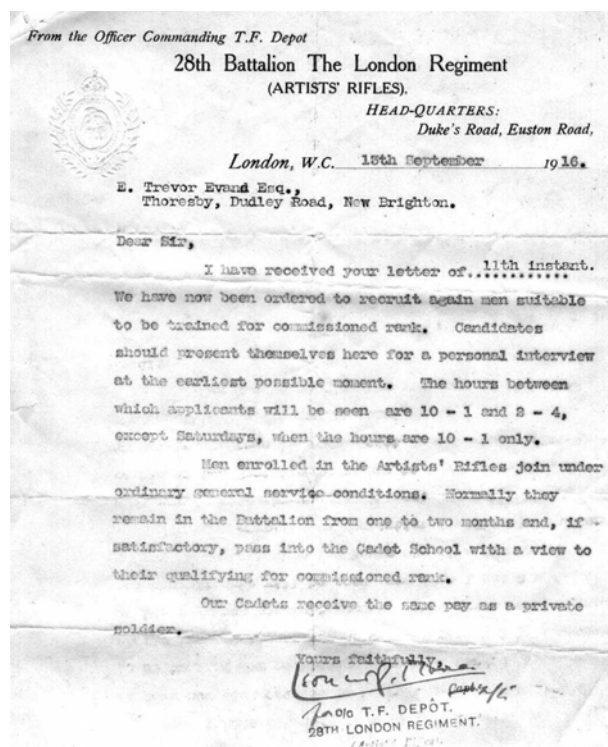 From the Officer Commanding T.F. Depot
28th Battalion The London Regiment
(ARTISTS' RIFLES).
HEAD-QUARTERS:
Duke's Road, Euston Road,
London, W.C. 13th September 1916.
E. Trevor Evand Esq.,
Thoresby, Dudley Road, New Brighton.
Dear Sir,
I have received your letter of 11th instant.
We have now been ordered to recruit again men suitable
to be trained for commissioned rank. Candidates
should present themselves here for a personal interview
at the earliest possible moment. The hours between
which applicants will be seen are 10 - 1 and 2 - 4,
except Saturdays, when the hours are 10 - 1 only.
Men enrolled in the Artists' Rifles join under
ordinary general service conditions. Normally they
remain in the Battalion from one to two months and, if
satisfactory, pass into the Cadet School with a view to
their qualifying for commissioned rank.
Our Cadets receive the same pay as a private
soldier.
Yours faithfully,
for O/O T.F. DEPÔT.
28TH LONDON REGIMENT.